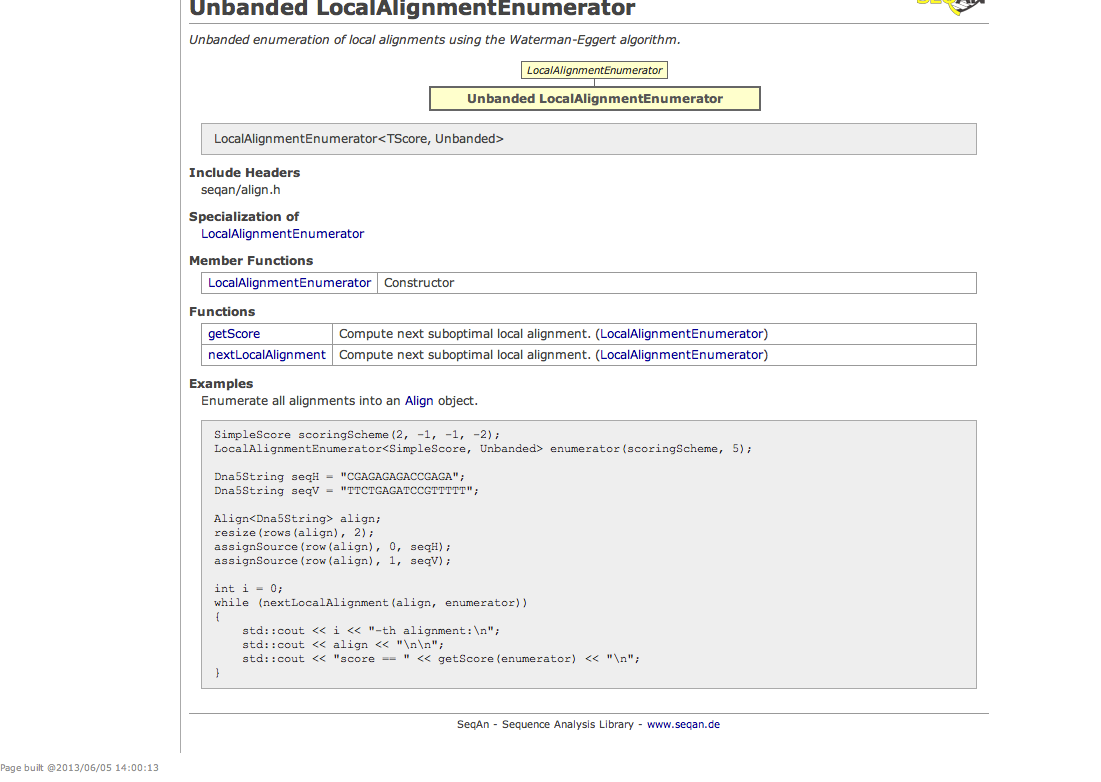 Unbanded LocalAlignmentEnumerator
SEQAN
Unbanded enumeration of local alignments using the Waterman-Eggert algorithm.
LocalAlignmentEnumerator
Unbanded LocalAlignmentEnumerator
LocalAlignmentEnumerator<TScore, Unbanded>
Include Headers
seqan/align.h
Specialization of
LocalAlignmentEnumerator
Member Functions
LocalAlignmentEnumerator Constructor
Functions
getScore Compute next suboptimal local alignment. (LocalAlignmentEnumerator)
nextLocalAlignment Compute next suboptimal local alignment. (LocalAlignmentEnumerator)
Examples
Enumerate all alignments into an Align object.
SimpleScore scoringScheme(2, -1, -1, -2);
LocalAlignmentEnumerator<SimpleScore, Unbanded> enumerator(scoringScheme, 5);
Dna5String seqH = "CGAGAGAGACCGAGA";
Dna5String seqV = "TTCTGAGATCCGTTTTT";
Align<Dna5String> align;
resize(rows(align), 2);
assignSource(row(align), 0, seqH);
assignSource(row(align), 1, seqV);
int i = 0;
while (nextLocalAlignment(align, enumerator))
{
    std::cout << i << "-th alignment:\n";
    std::cout << align << "\n\n";
    std::cout << "score == " << getScore(enumerator) << "\n";
}
SeqAn - Sequence Analysis Library - www.seqan.de
Page built @2013/06/05 14:00:13